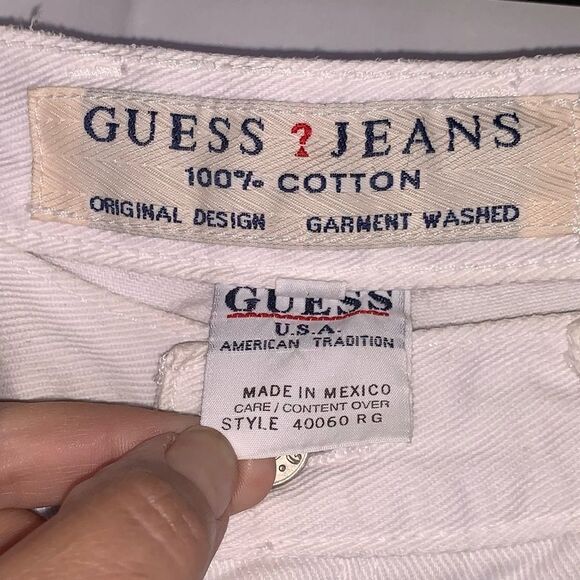 GUESS ? JEANS
100% COTTON
ORIGINAL DESIGN GARMENT WASHED
GUESS
U.S.A.
AMERICAN TRADITION
MADE IN MEXICO
CARE / CONTENT OVER
STYLE 40060 RG